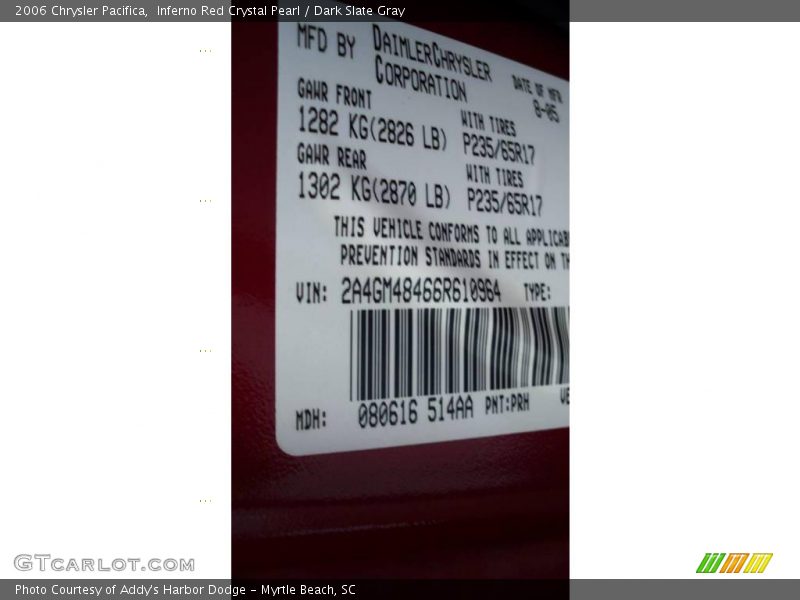 2006 Chrysler Pacifica,  Inferno Red Crystal Pearl / Dark Slate Gray
MFD BY DAIMLERCHRYSLER CORPORATION
DATE OF MFR 8-05
GAWR FRONT
1282 KG(2826 LB)
WITH TIRES
P235/65R17
GAWR REAR
1302 KG(2870 LB)
WITH TIRES
P235/65R17
THIS VEHICLE CONFORMS TO ALL
PREVENTION STANDARDS IN EFFECT ON
VIN: 2A4GM48466R610964 TYPE:
MDH: 080616 514AA PNT:PRH
GTCARLOT.COM
Photo Courtesy of Addy's Harbor Dodge - Myrtle Beach, SC